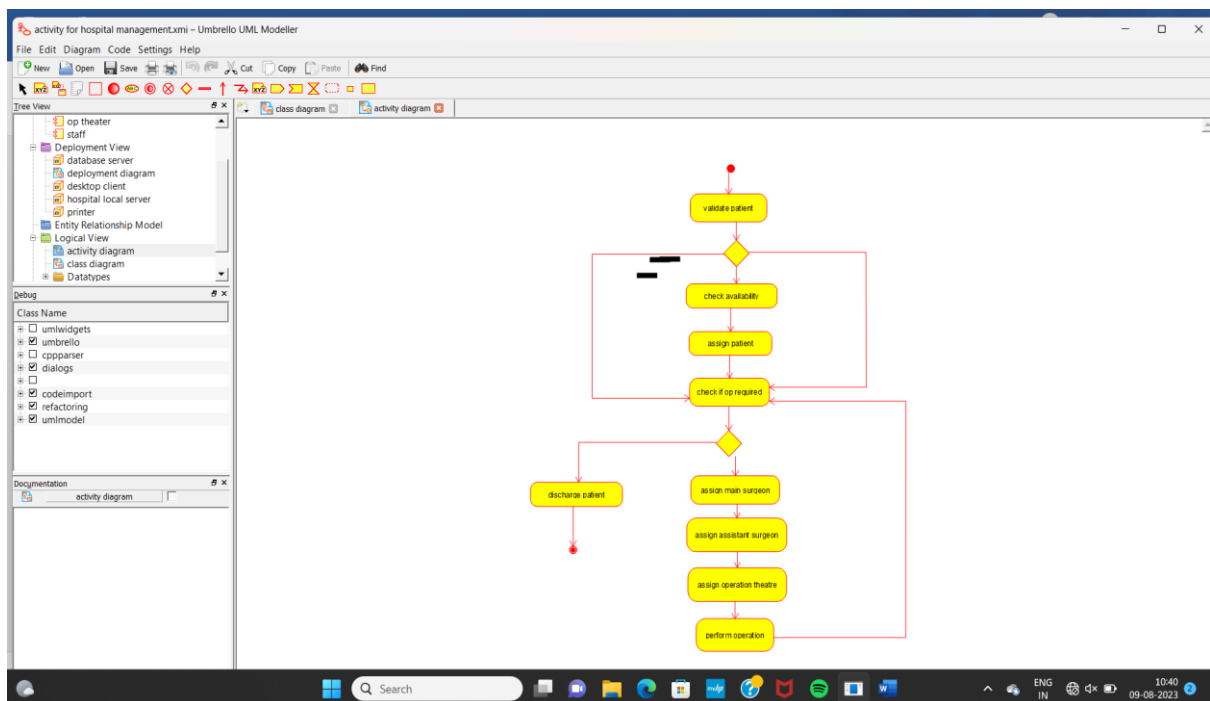 activity for hospital management.xmi – Umbrello UML Modeller
File Edit Diagram Code Settings Help
New Open Save Cut Copy Paste Find
Tree View
class diagram activity diagram
op theater
staff
Deployment View
database server
deployment diagram
desktop client
hospital local server
printer
Entity Relationship Model
Logical View
activity diagram
class diagram
Datatypes
Debug
Class Name
umlwidgets
umbrello
cppparser
dialogs
codeimport
refactoring
umlmodel
Documentation
activity diagram
validate patient
check availability
assign patient
check if op required
discharge patient
assign main surgeon
assign assistant surgeon
assign operation theatre
perform operation
Search
ENG
IN
10:40
09-08-2023
2